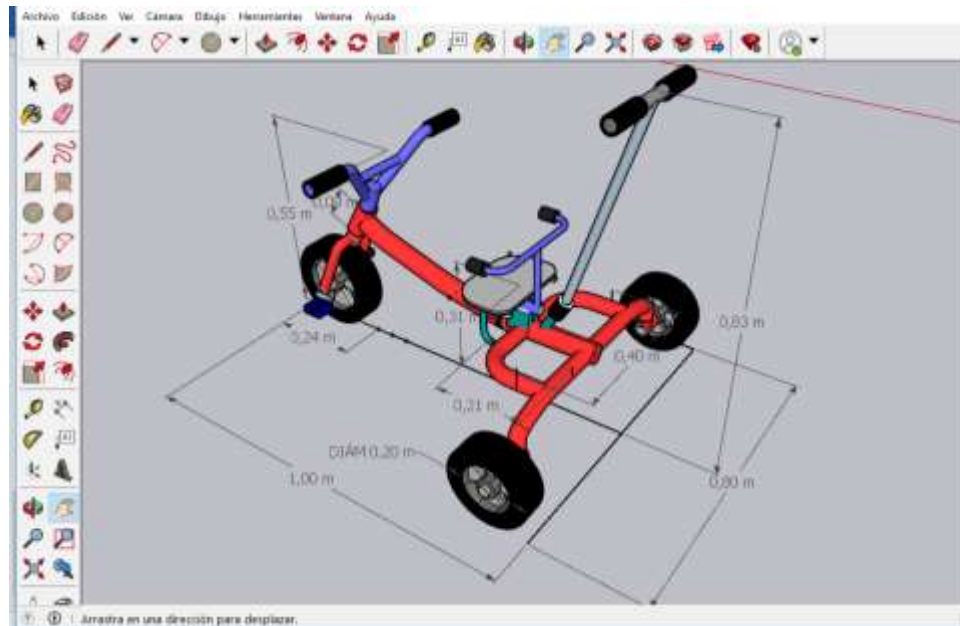 Archivo Edición Ver Cámara Dibujo Herramientas Ventana Ayuda
0,55 m
0,31
0,83 m
0,24 m
0,40 m
0,21 m
DIÁM 0,20 m
1,00 m
0,80 m
Arrastra en una dirección para desplazar.